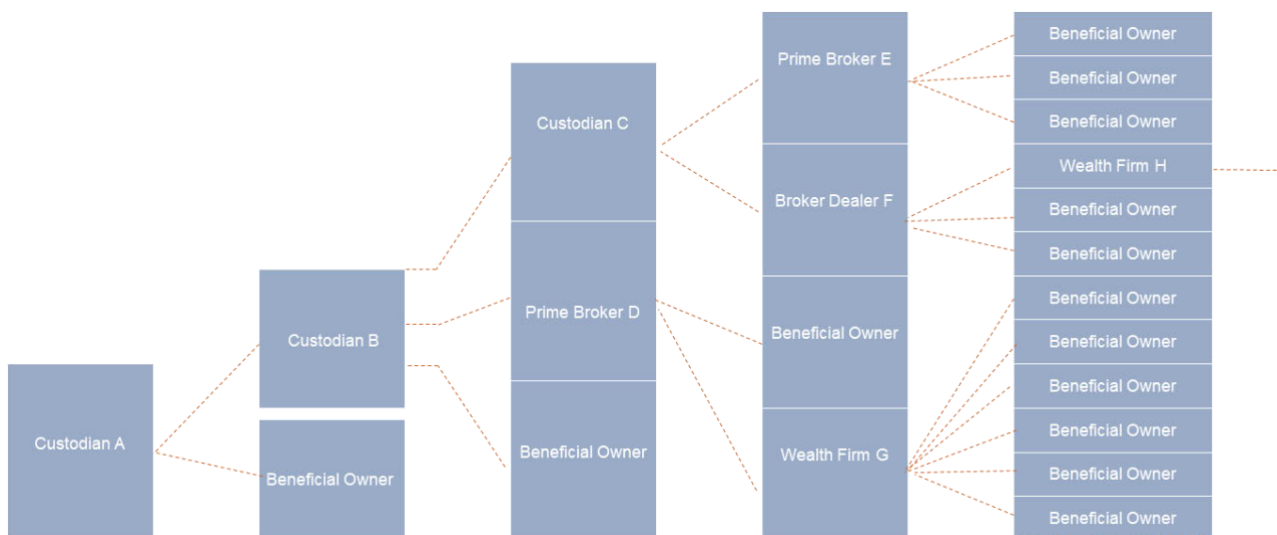 Custodian A
Custodian B
Beneficial Owner
Custodian C
Prime Broker D
Beneficial Owner
Prime Broker E
Broker Dealer F
Beneficial Owner
Wealth Firm G
Beneficial Owner
Beneficial Owner
Beneficial Owner
Wealth Firm H
Beneficial Owner
Beneficial Owner
Beneficial Owner
Beneficial Owner
Beneficial Owner
Beneficial Owner
Beneficial Owner
Beneficial Owner